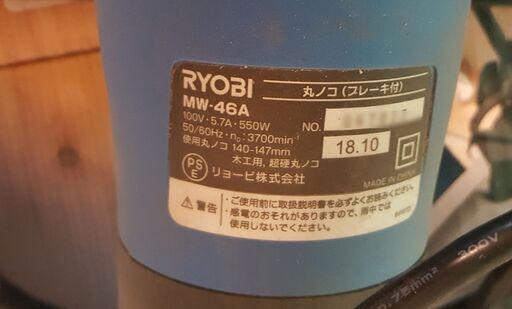 RYOBI
丸ノコ(ブレーキ付)
MW-46A
100V・5.7A・550W
NO.
50/60Hz・n₀:3700min⁻¹
18.10
使用丸ノコ 140-147mm
木工用, 超硬丸ノコ
PS
E
リョービ株式会社
MADE IN CHINA
警告
・ご使用前に取扱説明書を必ずよくお読みください。
・感電のおそれがありますので、雨中では
使用しないでください。